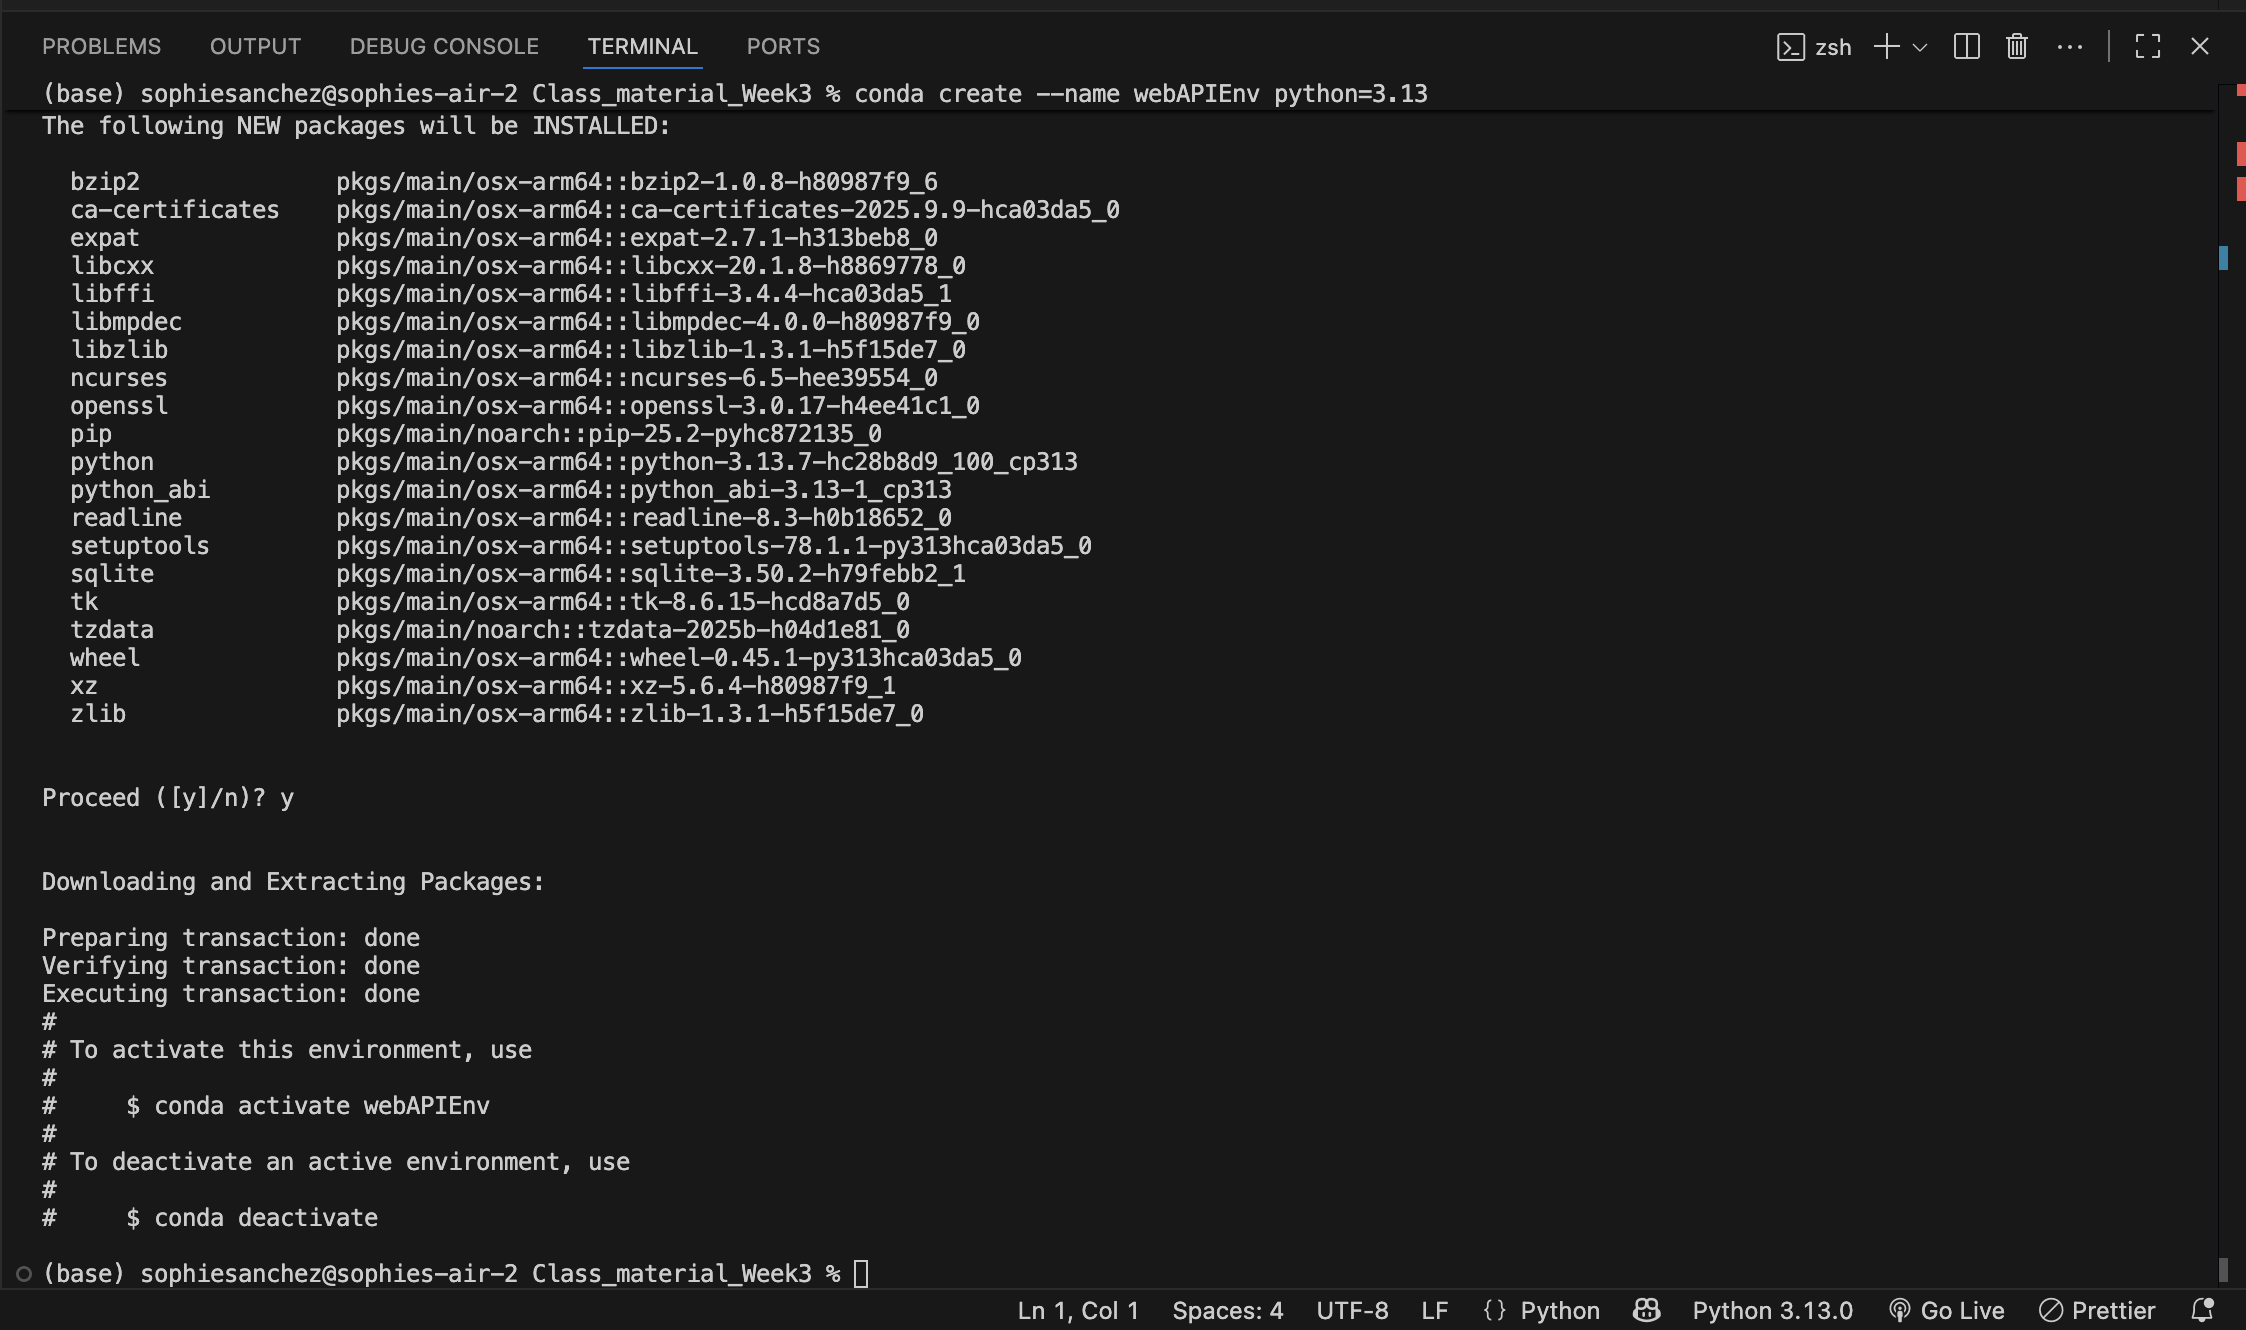 PROBLEMS OUTPUT DEBUG CONSOLE TERMINAL PORTS zsh
(base) sophiesanchez@sophies-air-2 Class_material_Week3 % conda create --name webAPIEnv python=3.13
The following NEW packages will be INSTALLED:
bzip2 pkgs/main/osx-arm64::bzip2-1.0.8-h80987f9_6
ca-certificates pkgs/main/osx-arm64::ca-certificates-2025.9.9-hca03da5_0
expat pkgs/main/osx-arm64::expat-2.7.1-h313beb8_0
libcxx pkgs/main/osx-arm64::libcxx-20.1.8-h8869778_0
libffi pkgs/main/osx-arm64::libffi-3.4.4-hca03da5_1
libmpdec pkgs/main/osx-arm64::libmpdec-4.0.0-h80987f9_0
libzlib pkgs/main/osx-arm64::libzlib-1.3.1-h5f15de7_0
ncurses pkgs/main/osx-arm64::ncurses-6.5-hee39554_0
openssl pkgs/main/osx-arm64::openssl-3.0.17-h4ee41c1_0
pip pkgs/main/noarch::pip-25.2-pyhc872135_0
python pkgs/main/osx-arm64::python-3.13.7-hc28b8d9_100_cp313
python_abi pkgs/main/osx-arm64::python_abi-3.13-1_cp313
readline pkgs/main/osx-arm64::readline-8.3-h0b18652_0
setuptools pkgs/main/osx-arm64::setuptools-78.1.1-py313hca03da5_0
sqlite pkgs/main/osx-arm64::sqlite-3.50.2-h79febb2_1
tk pkgs/main/osx-arm64::tk-8.6.15-hcd8a7d5_0
tzdata pkgs/main/noarch::tzdata-2025b-h04d1e81_0
wheel pkgs/main/osx-arm64::wheel-0.45.1-py313hca03da5_0
xz pkgs/main/osx-arm64::xz-5.6.4-h80987f9_1
zlib pkgs/main/osx-arm64::zlib-1.3.1-h5f15de7_0
Proceed ([y]/n)? y
Downloading and Extracting Packages:
Preparing transaction: done
Verifying transaction: done
Executing transaction: done
#
# To activate this environment, use
#
# $ conda activate webAPIEnv
#
# To deactivate an active environment, use
#
# $ conda deactivate
(base) sophiesanchez@sophies-air-2 Class_material_Week3 %
Ln 1, Col 1 Spaces: 4 UTF-8 LF {} Python Python 3.13.0 Go Live Prettier